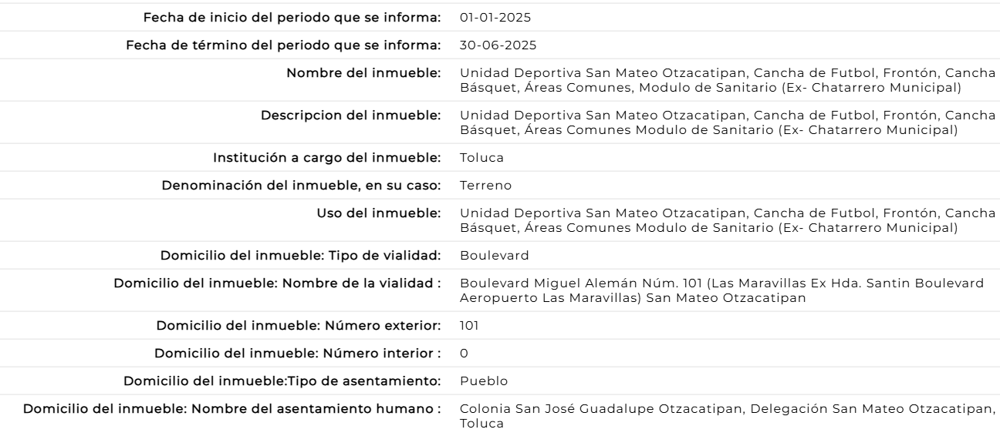 Fecha de inicio del periodo que se informa: 01-01-2025
Fecha de término del periodo que se informa: 30-06-2025
Nombre del inmueble: Unidad Deportiva San Mateo Otzacatipan, Cancha de Futbol, Frontón, Cancha
Básquet, Áreas Comunes, Modulo de Sanitario (Ex- Chatarrero Municipal)
Descripcion del inmueble: Unidad Deportiva San Mateo Otzacatipan, Cancha de Futbol, Frontón, Cancha
Básquet, Áreas Comunes Modulo de Sanitario (Ex- Chatarrero Municipal)
Institución a cargo del inmueble: Toluca
Denominación del inmueble, en su caso: Terreno
Uso del inmueble: Unidad Deportiva San Mateo Otzacatipan, Cancha de Futbol, Frontón, Cancha
Básquet, Áreas Comunes Modulo de Sanitario (Ex- Chatarrero Municipal)
Domicilio del inmueble: Tipo de vialidad: Boulevard
Domicilio del inmueble: Nombre de la vialidad : Boulevard Miguel Alemán Núm. 101 (Las Maravillas Ex Hda. Santin Boulevard
Aeropuerto Las Maravillas) San Mateo Otzacatipan
Domicilio del inmueble: Número exterior: 101
Domicilio del inmueble: Número interior : 0
Domicilio del inmueble:Tipo de asentamiento: Pueblo
Domicilio del inmueble: Nombre del asentamiento humano : Colonia San José Guadalupe Otzacatipan, Delegación San Mateo Otzacatipan,
Toluca